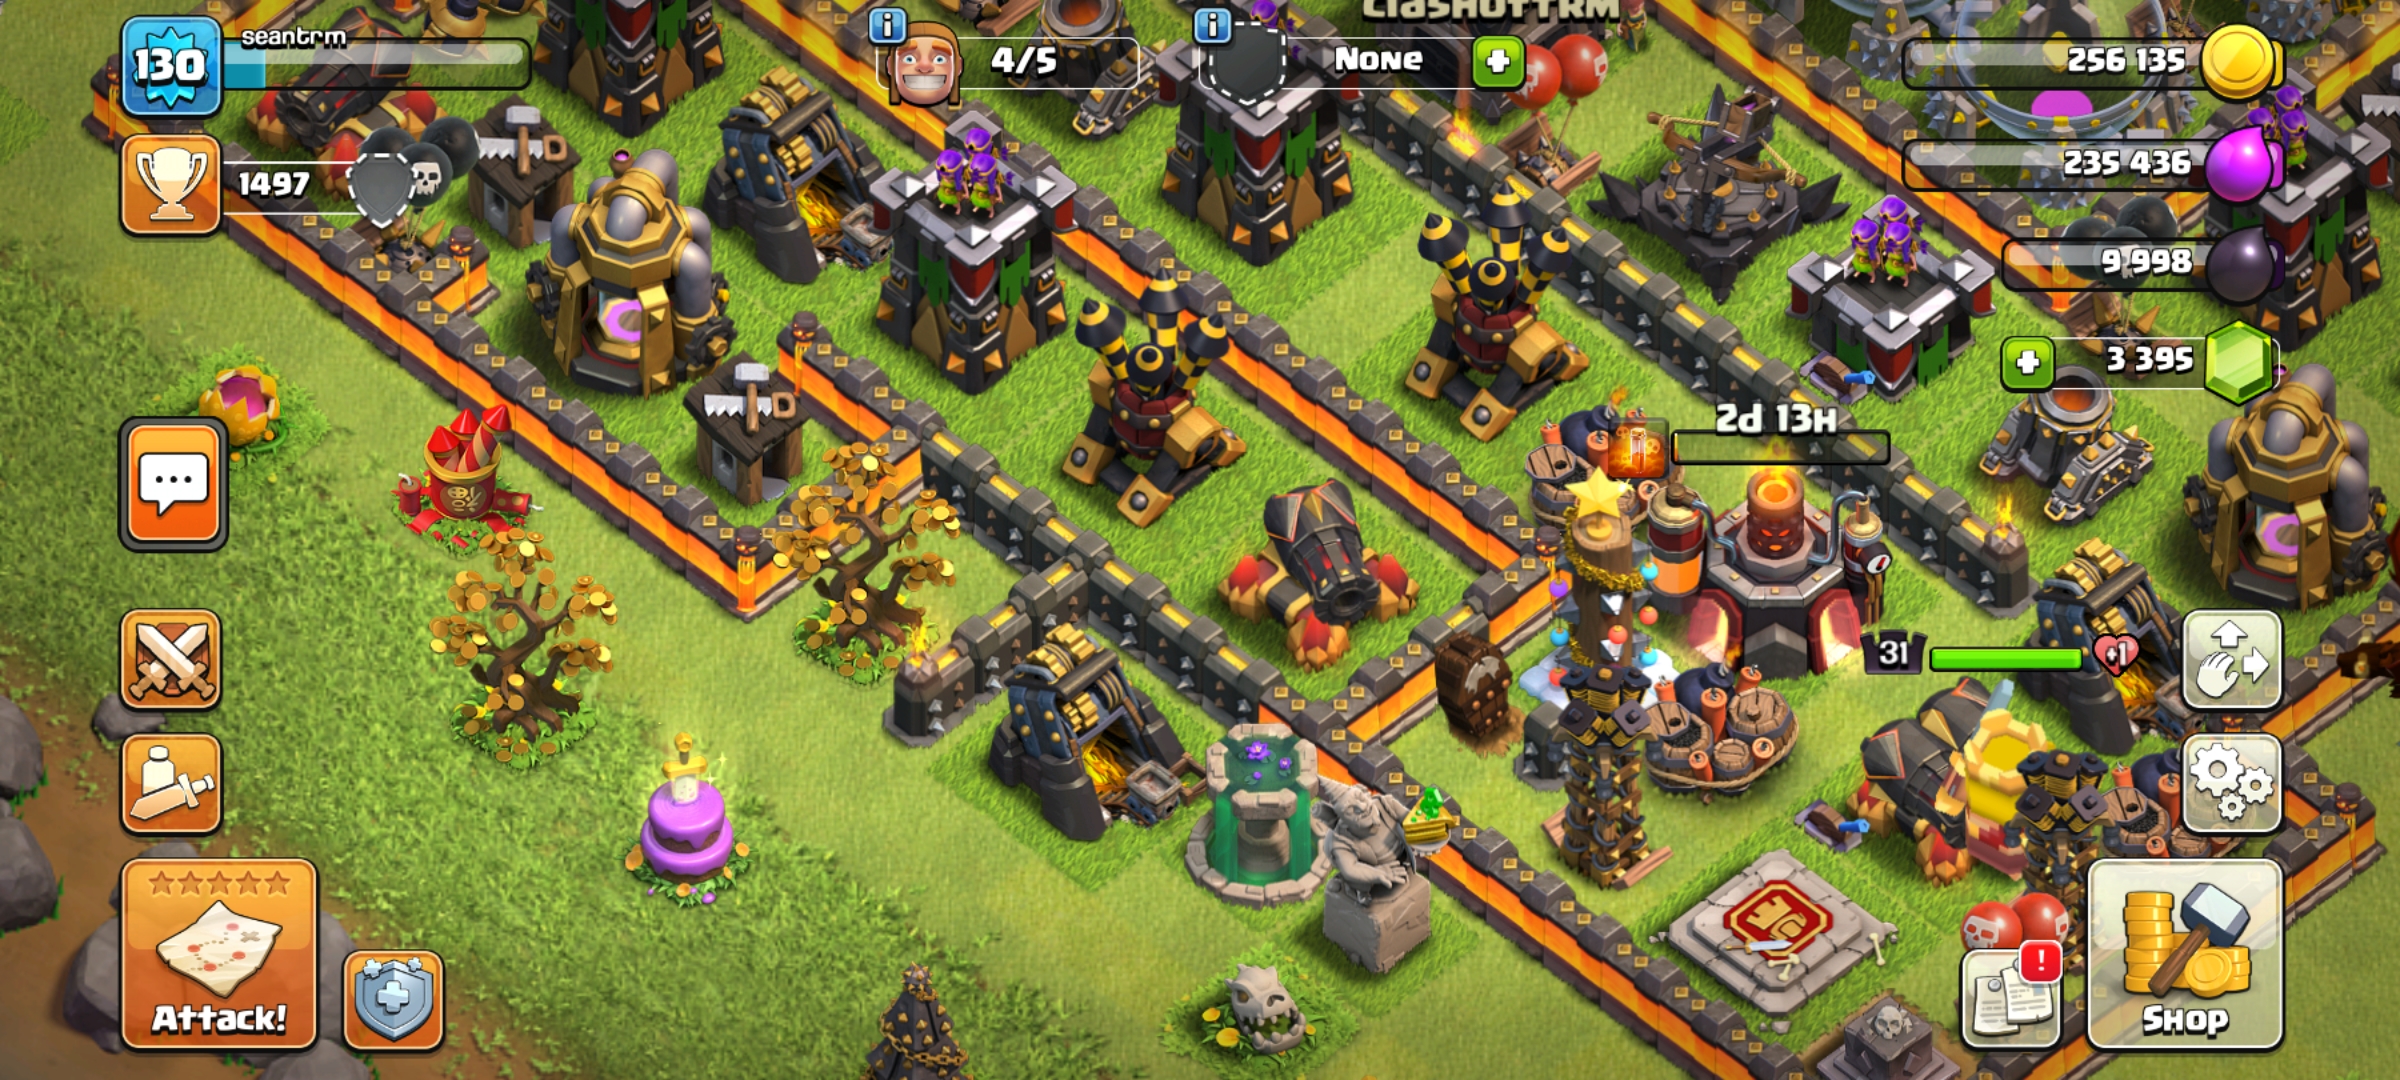 ClashOTTRM
seantrm
130
4/5
None
256 135
1497
235 436
9 998
3 395
2d 13H
31
+1
Attack!
!
Shop